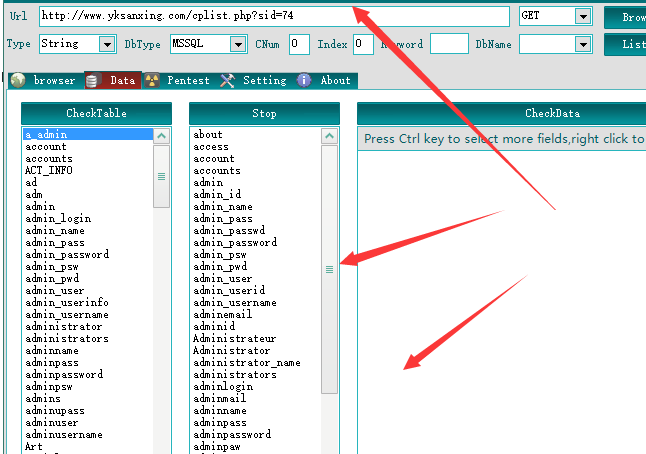 Url http://www.yksanxing.com/cplist.php?sid=74 GET Brow
Type String DbType MSSQL CNum 0 Index 0 Keyword DbName List
browser Data Pentest Setting About
CheckTable
a_admin
account
accounts
ACT_INFO
ad
adm
admin
admin_login
admin_name
admin_pass
admin_password
admin_psw
admin_pwd
admin_user
admin_userinfo
admin_username
administrator
administrators
adminname
adminpass
adminpassword
adminpsw
admins
adminupass
adminuser
adminusername
Art
Stop
about
access
account
accounts
admin
admin_id
admin_name
admin_pass
admin_passwd
admin_password
admin_psw
admin_pwd
admin_user
admin_userid
admin_username
adminemail
adminid
Administrateur
Administrator
administrator_name
administrators
adminlogin
adminmail
adminname
adminpass
adminpassword
adminpaw
CheckData
Press Ctrl key to select more fields,right click to